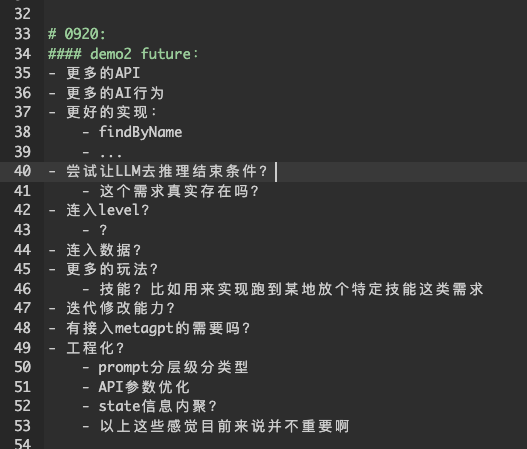 32
33 # 0920:
34 #### demo2 future:
35 - 更多的API
36 - 更多的AI行为
37 - 更好的实现：
38     - findByName
39     - ...
40 - 尝试让LLM去推理结束条件？
41     - 这个需求真实存在吗？
42 - 连入level?
43     - ?
44 - 连入数据？
45 - 更多的玩法？
46     - 技能？比如用来实现跑到某地放个特定技能这类需求
47 - 迭代修改能力？
48 - 有接入metagpt的需要吗？
49 - 工程化？
50     - prompt分层级分类型
51     - API参数优化
52     - state信息内聚？
53     - 以上这些感觉目前来说并不重要啊
54